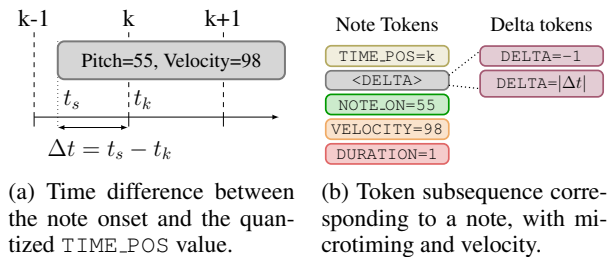 k-1 k k+1
Pitch=55, Velocity=98
t_s t_k
Δt = t_s − t_k
(a) Time difference between
the note onset and the quan-
tized TIME_POS value.
Note Tokens Delta tokens
TIME_POS=k
<DELTA>
NOTE_ON=55
VELOCITY=98
DURATION=1
DELTA=−1
DELTA=|Δt|
(b) Token subsequence corre-
sponding to a note, with mi-
crotiming and velocity.